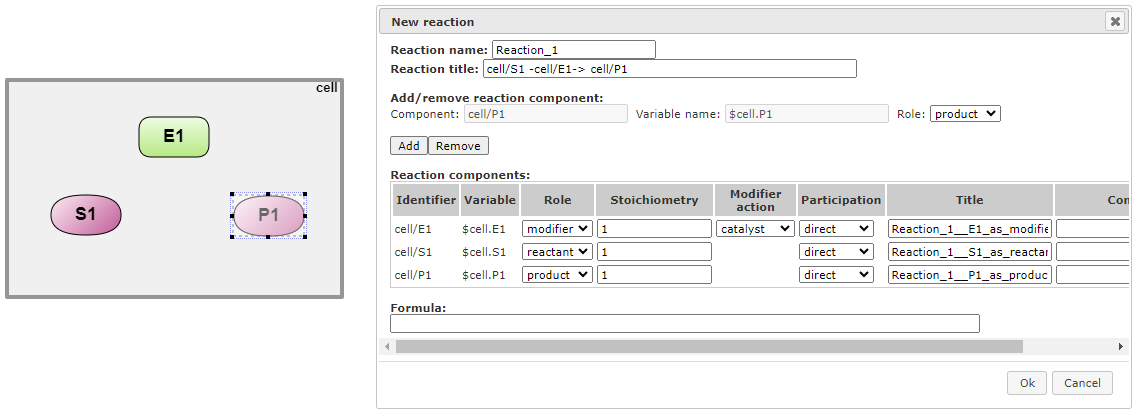 cell
E1
S1
P1
New reaction
Reaction name: Reaction_1
Reaction title: cell/S1 -cell/E1-> cell/P1
Add/remove reaction component:
Component: cell/P1 Variable name: $cell.P1 Role: product
Add Remove
Reaction components:
Identifier Variable Role Stoichiometry Modifier action Participation Title Con
cell/E1 $cell.E1 modifier 1 catalyst direct Reaction_1__E1_as_modifie
cell/S1 $cell.S1 reactant 1 direct Reaction_1__S1_as_reactar
cell/P1 $cell.P1 product 1 direct Reaction_1__P1_as_produc
Formula:
Ok Cancel